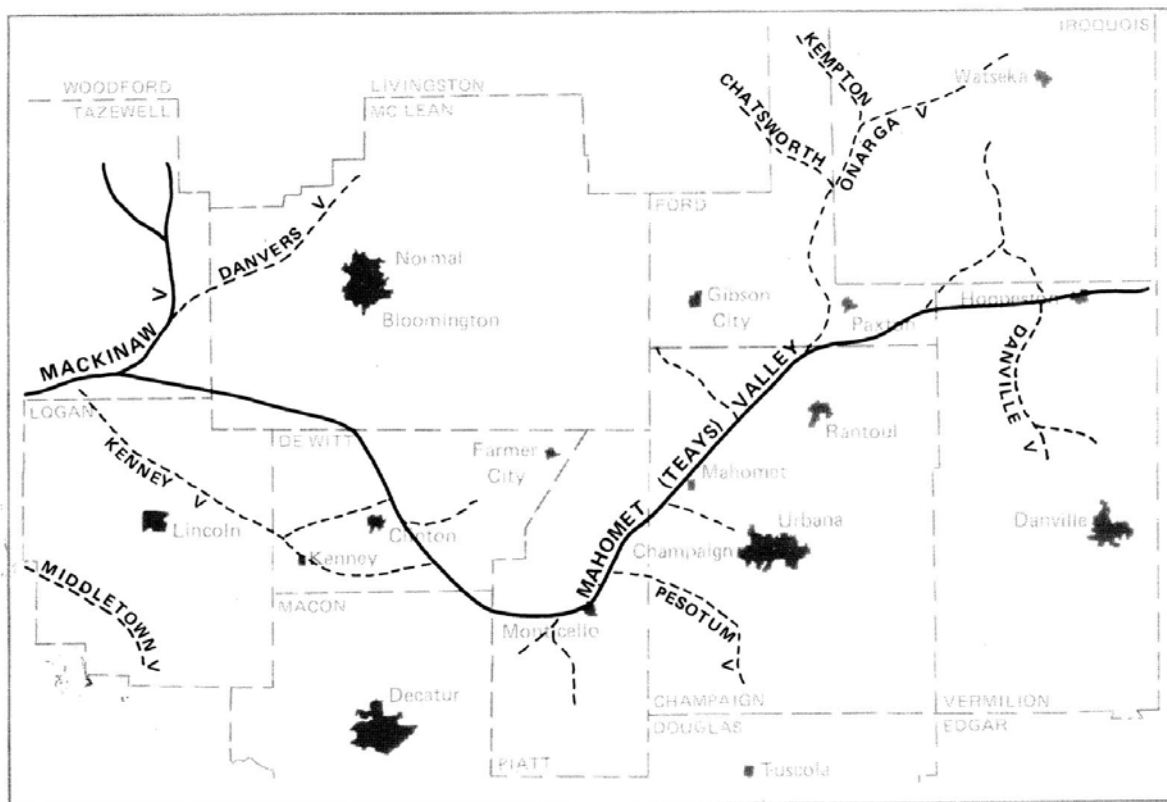 IROQUOIS
KEMPTON
Watseka
WOODFORD
LIVINGSTON
TAZEWELL
MC LEAN
CHATSWORTH
ONARGA V
FORD
DANVERS V
Normal
Bloomington
Gibson
City
Paxton
Hoopeston
MACKINAW V
DANVILLE V
LOGAN
DE WITT
Farmer
City
Rantoul
KENNEY V
Mahomet
MAHOMET (TEAYS) VALLEY
Lincoln
Clinton
Urbana
Champaign
Danville
Kenney
MIDDLETOWN V
MACON
Monticello
PESOTUM V
Decatur
CHAMPAIGN
VERMILION
DOUGLAS
EDGAR
PIATT
Tuscola